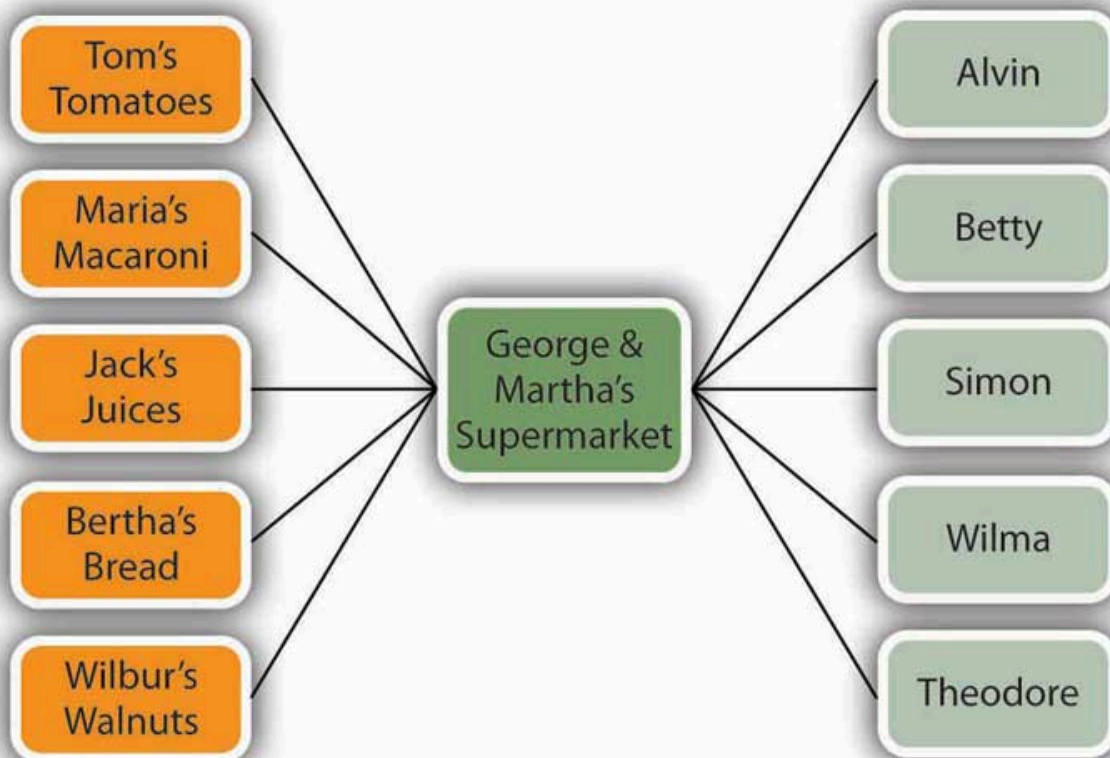 Tom’s
Tomatoes
Maria’s
Macaroni
Jack’s
Juices
Bertha’s
Bread
Wilbur’s
Walnuts
George &
Martha’s
Supermarket
Alvin
Betty
Simon
Wilma
Theodore